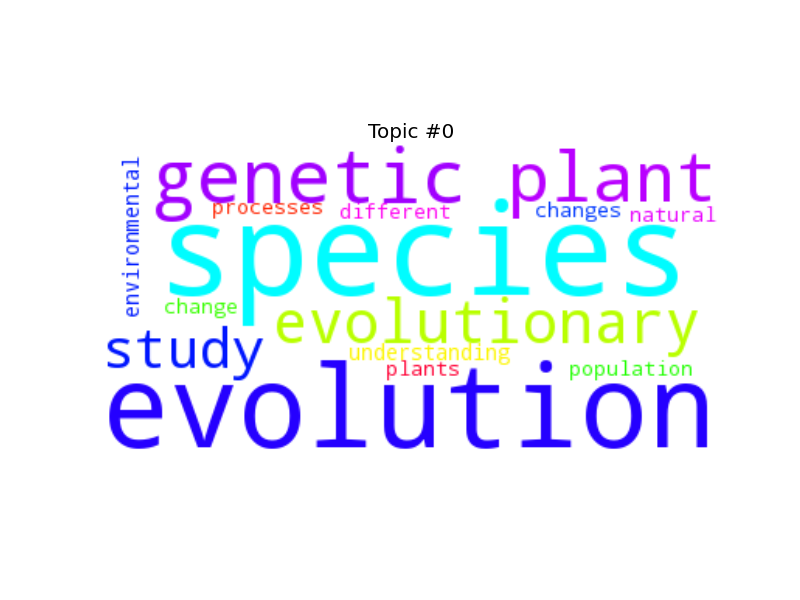 Topic #0
genetic plant
environmental
processes different changes natural
species
change
evolutionary
study
understanding
plants population
evolution